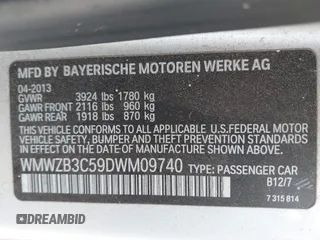 MFD BY BAYERISCHE MOTOREN WERKE AG
04-2013
GVWR 3924 lbs 1780 kg
GAWR FRONT 2116 lbs 960 kg
GAWR REAR 1918 lbs 870 kg
THIS VEHICLE CONFORMS TO ALL APPLICABLE
FEDERAL MOTOR VEHICLE SAFETY, BUMPER
AND THEFT PREVENTION STANDARDS IN EFFECT
ON THE DATE OF MANUFACTURE SHOWN ABOVE.
WMWZB3C59DWM09740 TYPE: PASSENGER CAR
B12/7
7 315 814
DCAUTION